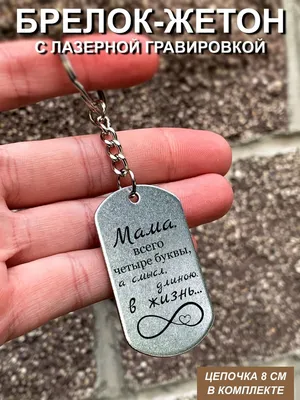 БРЕЛОК-ЖЕТОН
С ЛАЗЕРНОЙ ГРАВИРОВКОЙ
Мама,
всего
четыре буквы,
а смысл,
длиною
в жизнь...
ЦЕПОЧКА 8 СМ
В КОМПЛЕКТЕ